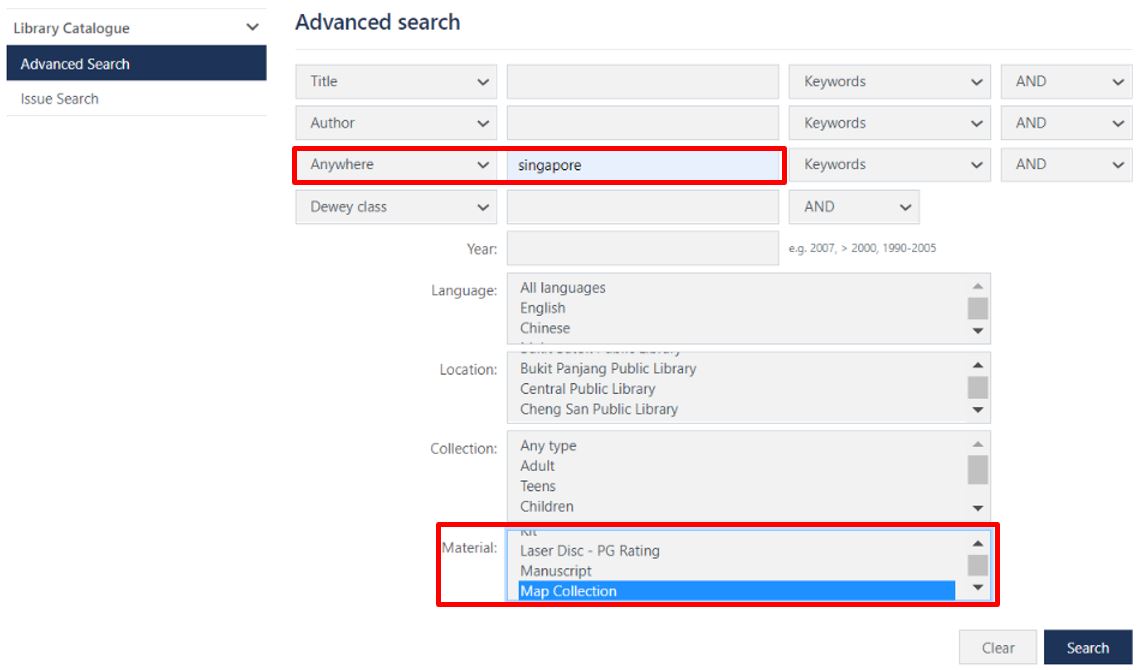 Library Catalogue
Advanced Search
Issue Search
Advanced search
Title Keywords AND
Author Keywords AND
Anywhere singapore Keywords AND
Dewey class AND
Year: e.g. 2007, > 2000, 1990-2005
Language: All languages
English
Chinese
Location:
Bukit Panjang Public Library
Central Public Library
Cheng San Public Library
Collection: Any type
Adult
Teens
Children
Material: Kit
Laser Disc - PG Rating
Manuscript
Map Collection
Clear Search